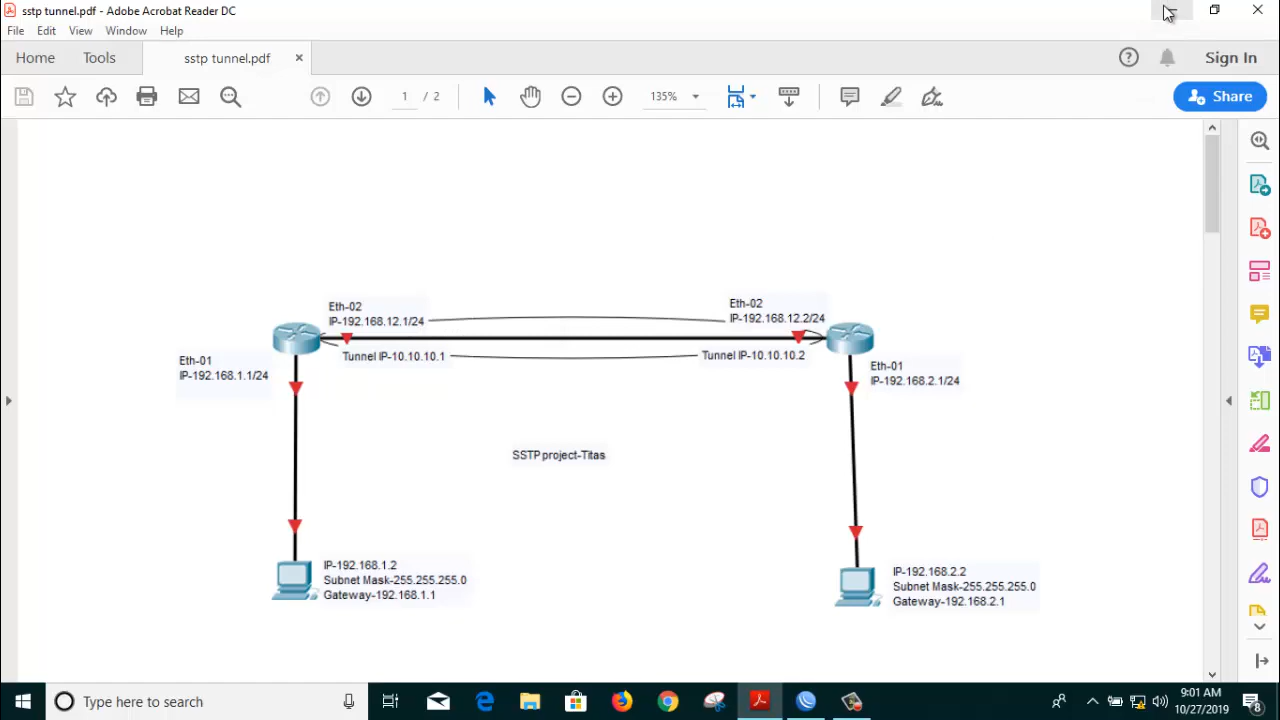 sstp tunnel.pdf - Adobe Acrobat Reader DC
File Edit View Window Help
Home Tools sstp tunnel.pdf × Sign In
1 / 2 135% Share
Eth-02
IP-192.168.12.1/24
Eth-02
IP-192.168.12.2/24
Tunnel IP-10.10.10.1
Tunnel IP-10.10.10.2
Eth-01
IP-192.168.1.1/24
Eth-01
IP-192.168.2.1/24
SSTP project-Titas
IP-192.168.1.2
Subnet Mask-255.255.255.0
Gateway-192.168.1.1
IP-192.168.2.2
Subnet Mask-255.255.255.0
Gateway-192.168.2.1
Type here to search
9:01 AM
10/27/2019
8